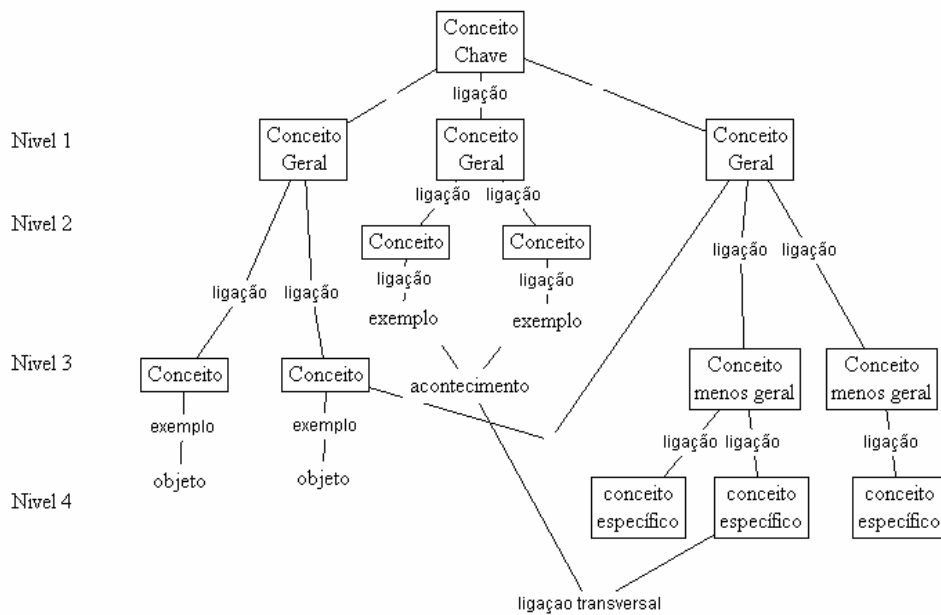 Conceito
Chave
ligação
Nivel 1
Conceito
Geral
Conceito
Geral
Conceito
Geral
ligação
ligação
Nivel 2
Conceito
Conceito
ligação
ligação
ligação
ligação
ligação
ligação
exemplo
exemplo
Nivel 3
Conceito
Conceito
acontecimento
Conceito
menos geral
Conceito
menos geral
exemplo
exemplo
ligação
ligação
ligação
objeto
objeto
Nivel 4
conceito
específico
conceito
específico
conceito
específico
ligaçao transversal